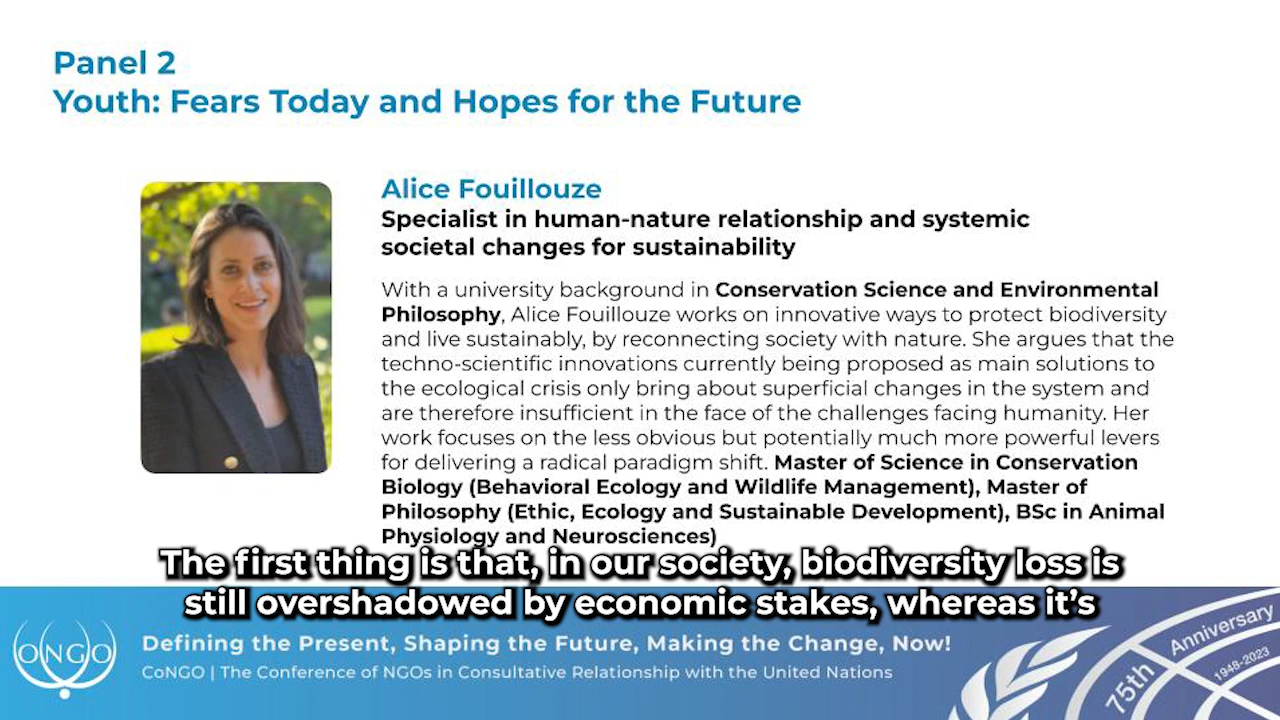 Panel 2
Youth: Fears Today and Hopes for the Future
Alice Fouillouze
Specialist in human-nature relationship and systemic
societal changes for sustainability
With a university background in Conservation Science and Environmental
Philosophy, Alice Fouillouze works on innovative ways to protect biodiversity
and live sustainably, by reconnecting society with nature. She argues that the
techno-scientific innovations currently being proposed as main solutions to
the ecological crisis only bring about superficial changes in the system and
are therefore insufficient in the face of the challenges facing humanity. Her
work focuses on the less obvious but potentially much more powerful levers
for delivering a radical paradigm shift. Master of Science in Conservation
Biology (Behavioral Ecology and Wildlife Management), Master of
Philosophy (Ethic, Ecology and Sustainable Development), BSc in Animal
Physiology and Neurosciences)
The first thing is that, in our society, biodiversity loss is
still overshadowed by economic stakes, whereas it's
CONGO
Defining the Present, Shaping the Future, Making the Change, Now!
CoNGO | The Conference of NGOs in Consultative Relationship with the United Nations
75th Anniversary
1948-2023